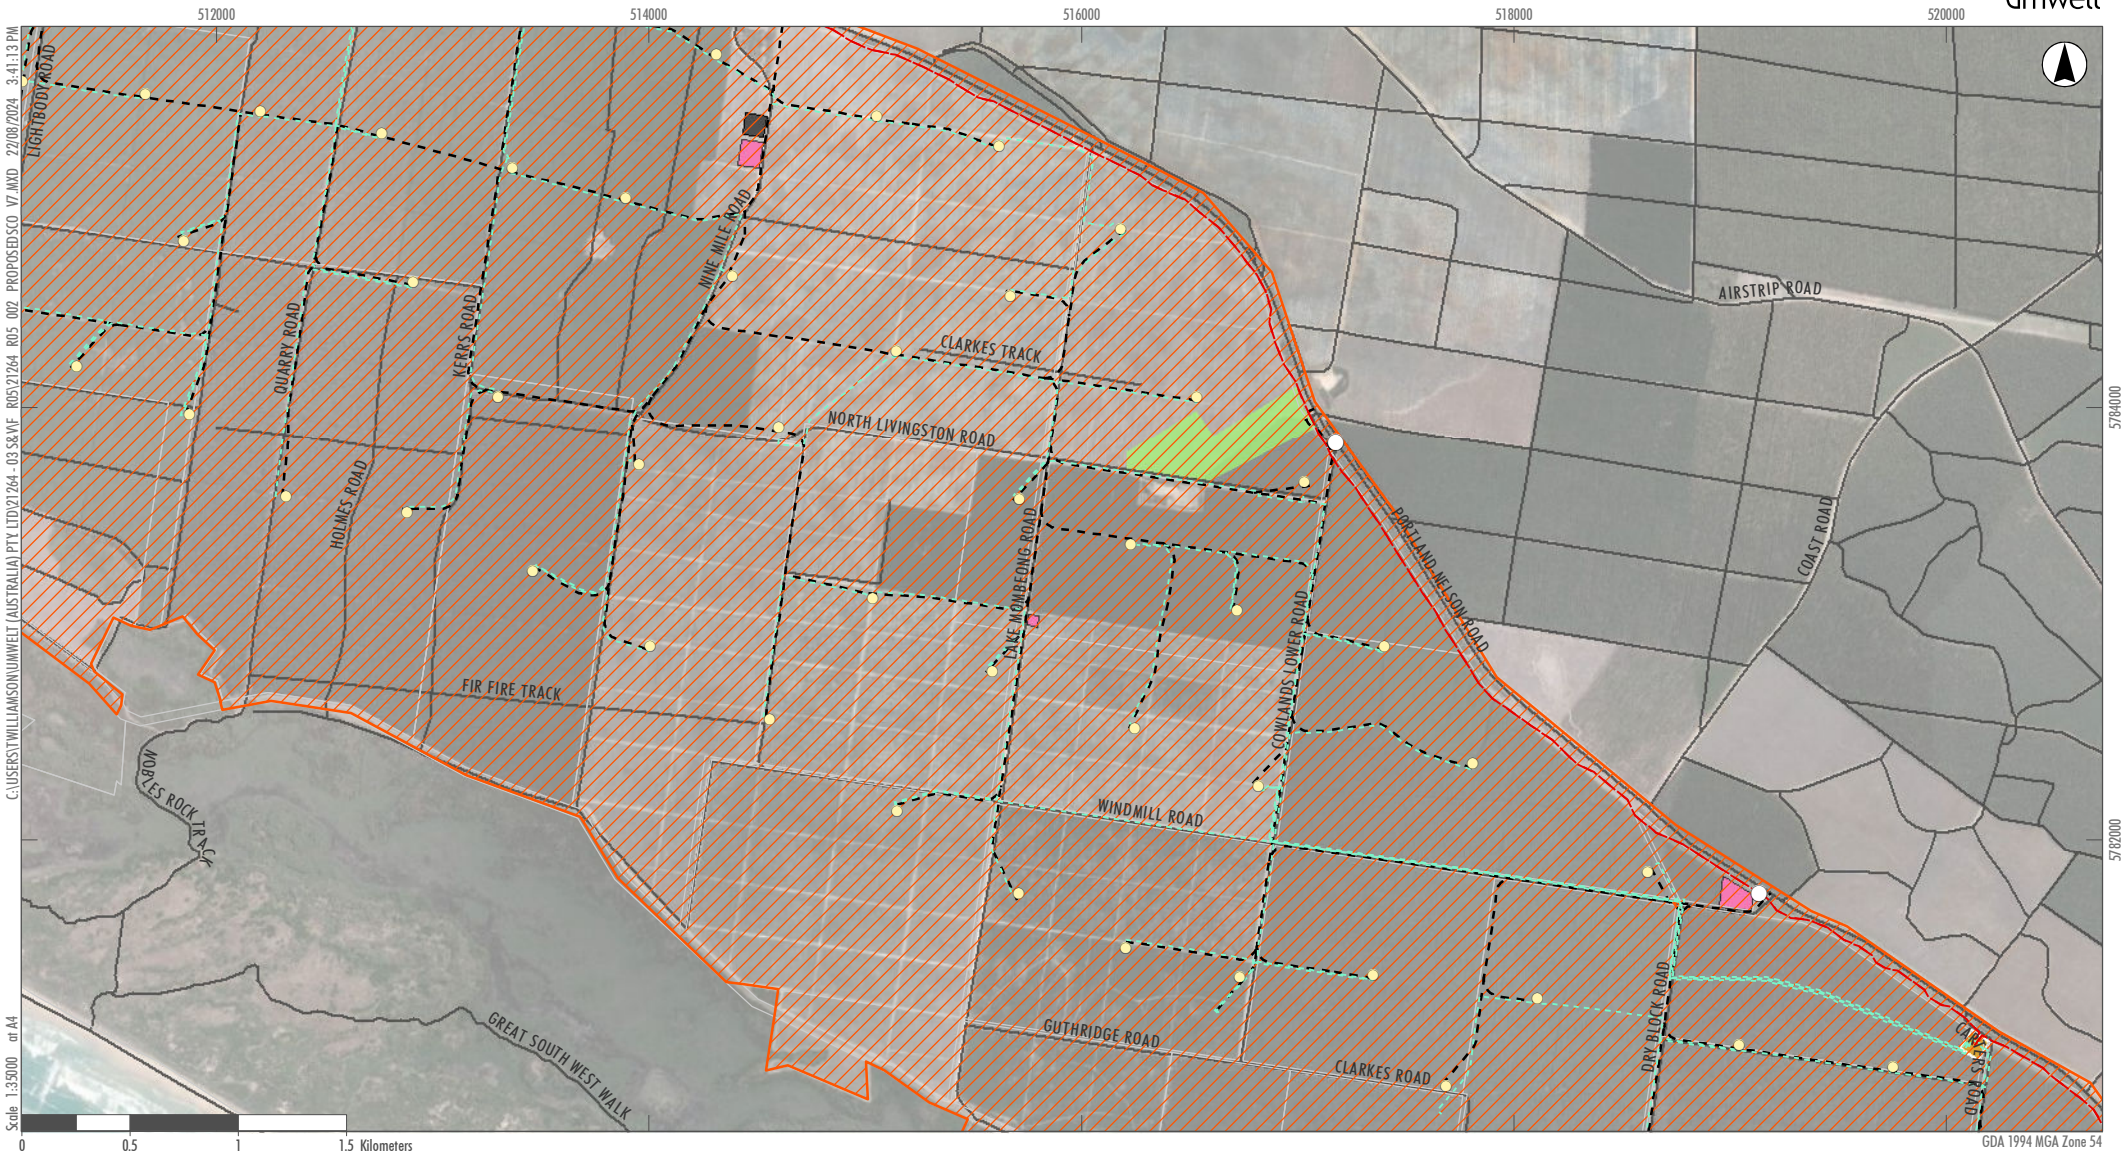 512000
514000
516000
518000
520000
C:\USERS\TWILLIAMSON\UMWELT (AUSTRALIA) PTY. LTD\21264 - 03 S&V\F R05\21264 R05 002 PROPOSEDSCO V7.MXD 22/08/2024 3:41:13 PM
LIGHTBODY ROAD
NINE MILE ROAD
AIRSTRIP ROAD
QUARRY ROAD
KERRS ROAD
CLARKES TRACK
5784000
NORTH LIVINGSTON ROAD
HOLMES ROAD
PORTLAND-NELSON ROAD
COAST ROAD
LAKE MOMBEONG ROAD
COWLANDS LOWER ROAD
FIR FIRE TRACK
NOBLES ROCK TRACK
WINDMILL ROAD
5782000
GREAT SOUTH WEST WALK
GUTHRIDGE ROAD
CLARKES ROAD
DRY BLOCK ROAD
CARTERS ROAD
Scale 1:35000 at A4
0 0.5 1 1.5 Kilometers
GDA 1994 MGA Zone 54